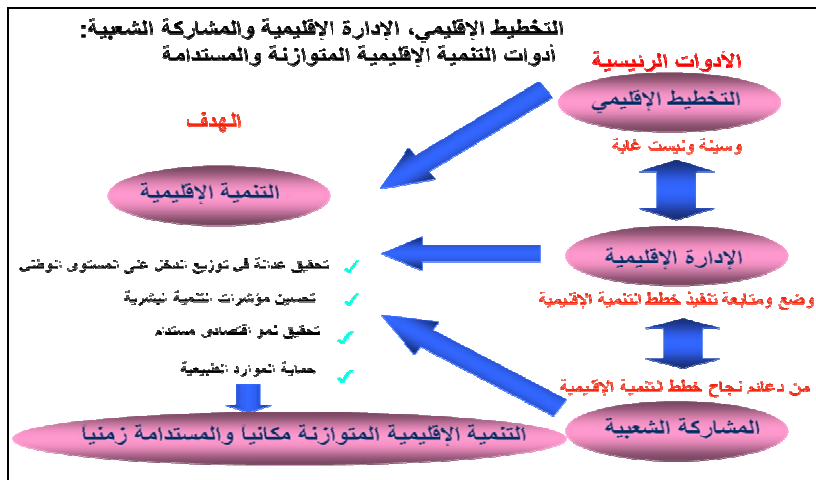 التخطيط الإقليمي، الإدارة الإقليمية والمشاركة الشعبية:
أدوات التنمية الإقليمية المتوازنة والمستدامة
الأدوات الرئيسية
التخطيط الإقليمي
وسيلة وليست غاية
الإدارة الإقليمية
وضع ومتابعة تنفيذ خطط التنمية الإقليمية
من دعائم نجاح خطط التنمية الإقليمية
المشاركة الشعبية
الهدف
التنمية الإقليمية
تحقيق عدالة فى توزيع الدخل على المستوى الوطنى
تحسين مؤشرات التنمية البشرية
تحقيق نمو اقتصادى مستدام
حماية الموارد الطبيعية
التنمية الإقليمية المتوازنة مكانيا والمستدامة زمنيا